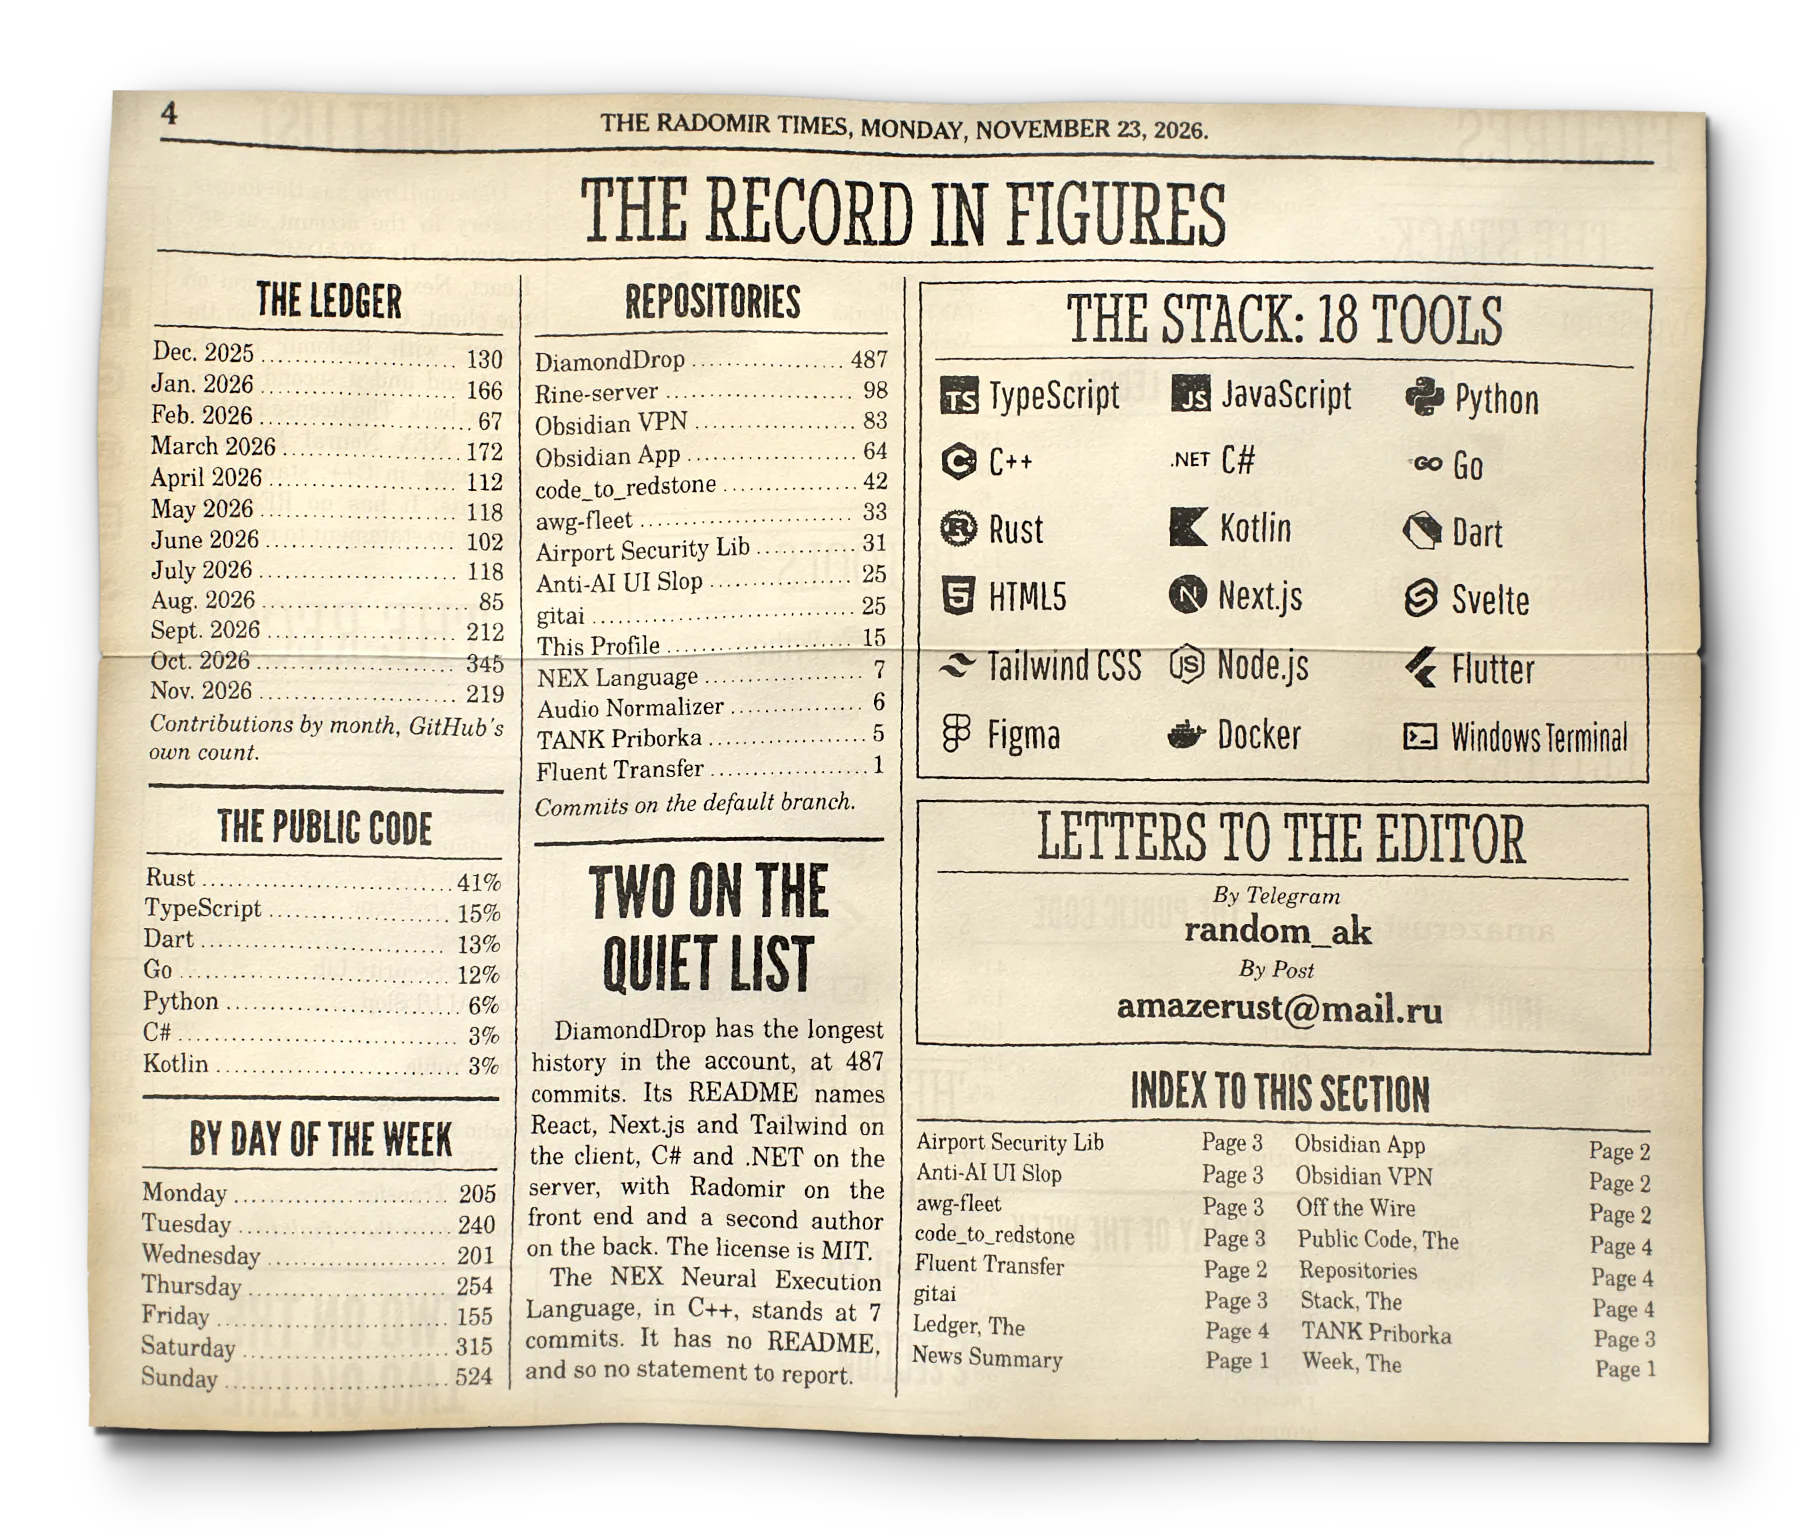 4
THE RADOMIR TIMES, MONDAY, NOVEMBER 23, 2026.
THE RECORD IN FIGURES
THE LEDGER
Dec. 2025 130
Jan. 2026 166
Feb. 2026 67
March 2026 172
April 2026 112
May 2026 118
June 2026 102
July 2026 118
Aug. 2026 85
Sept. 2026 212
Oct. 2026 345
Nov. 2026 219
Contributions by month, GitHub's
own count.
THE PUBLIC CODE
Rust 41%
TypeScript 15%
Dart 13%
Go 12%
Python 6%
C# 3%
Kotlin 3%
BY DAY OF THE WEEK
Monday 205
Tuesday 240
Wednesday 201
Thursday 254
Friday 155
Saturday 315
Sunday 524
REPOSITORIES
DiamondDrop 487
Rine-server 98
Obsidian VPN 83
Obsidian App 64
code_to_redstone 42
awg-fleet 33
Airport Security Lib 31
Anti-AI UI Slop 25
gitai 25
This Profile 15
NEX Language 7
Audio Normalizer 6
TANK Priborka 5
Fluent Transfer 1
Commits on the default branch.
TWO ON THE
QUIET LIST
DiamondDrop has the longest
history in the account, at 487
commits. Its README names
React, Next.js and Tailwind on
the client, C# and .NET on the
server, with Radomir on the
front end and a second author
on the back. The license is MIT.
The NEX Neural Execution
Language, in C++, stands at 7
commits. It has no README,
and so no statement to report.
THE STACK: 18 TOOLS
TS TypeScript JS JavaScript Python
C C++ .NET C# GO Go
R Rust Kotlin Dart
5 HTML5 N Next.js Svelte
Tailwind CSS JS Node.js Flutter
Figma Docker Windows Terminal
LETTERS TO THE EDITOR
By Telegram
random_ak
By Post
amazerust@mail.ru
INDEX TO THIS SECTION
Airport Security Lib Page 3
Anti-AI UI Slop Page 3
awg-fleet Page 3
code_to_redstone Page 3
Fluent Transfer Page 2
gitai Page 3
Ledger, The Page 4
News Summary Page 1
Obsidian App Page 2
Obsidian VPN Page 2
Off the Wire Page 2
Public Code, The Page 4
Repositories Page 4
Stack, The Page 4
TANK Priborka Page 3
Week, The Page 1